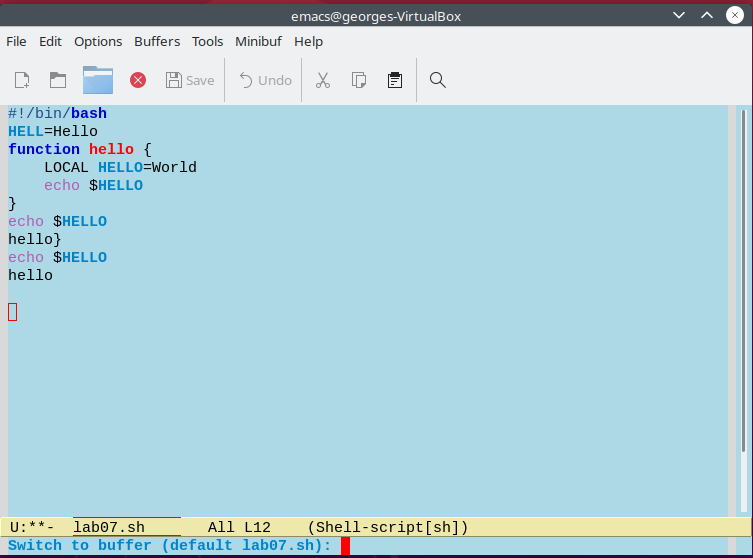 emacs@georges-VirtualBox
File Edit Options Buffers Tools Minibuf Help
Save Undo
#!/bin/bash
HELL=Hello
function hello {
    LOCAL HELLO=World
    echo $HELLO
}
echo $HELLO
hello}
echo $HELLO
hello
U:**-  lab07.sh       All L12    (Shell-script[sh])
Switch to buffer (default lab07.sh):